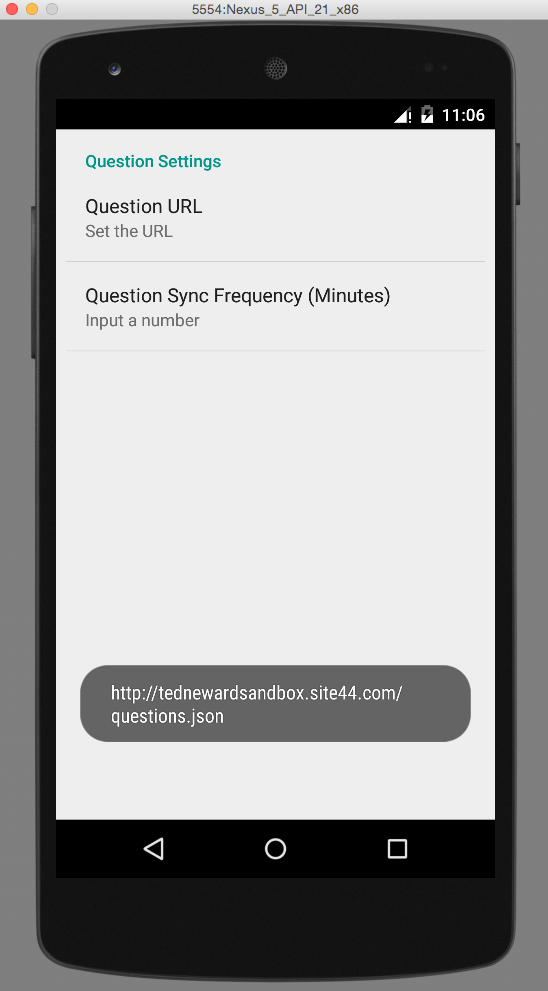 5554:Nexus_5_API_21_x86
11:06
Question Settings
Question URL
Set the URL
Question Sync Frequency (Minutes)
Input a number
http://tednewardsandbox.site44.com/
questions.json